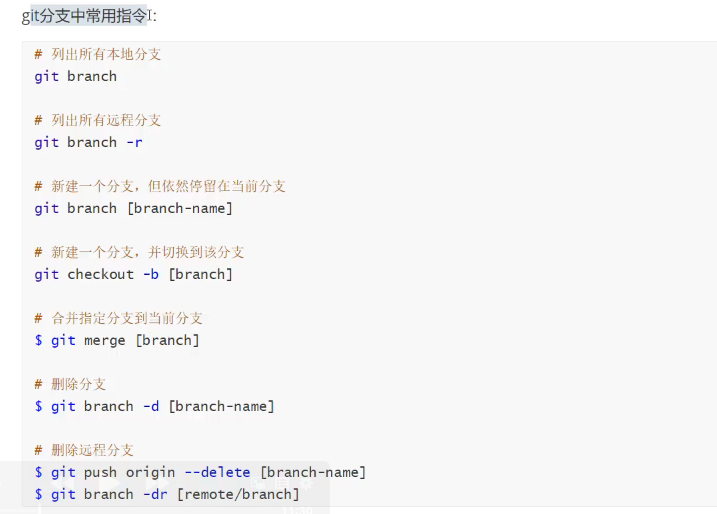 git分支中常用指令:
# 列出所有本地分支
git branch
# 列出所有远程分支
git branch -r
# 新建一个分支，但依然停留在当前分支
git branch [branch-name]
# 新建一个分支，并切换到该分支
git checkout -b [branch]
# 合并指定分支到当前分支
$ git merge [branch]
# 删除分支
$ git branch -d [branch-name]
# 删除远程分支
$ git push origin --delete [branch-name]
$ git branch -dr [remote/branch]